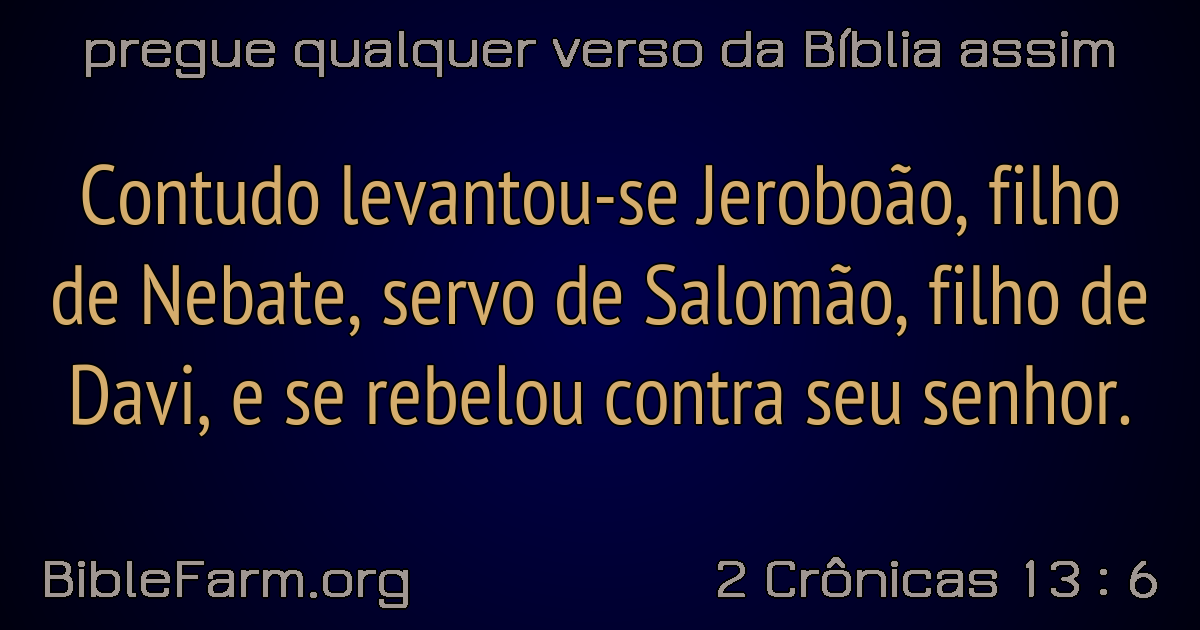 pregue qualquer verso da Bíblia assim
Contudo levantou-se Jeroboão, filho
de Nebate, servo de Salomão, filho de
Davi, e se rebelou contra seu senhor.
BibleFarm.org
2 Crônicas 13 : 6